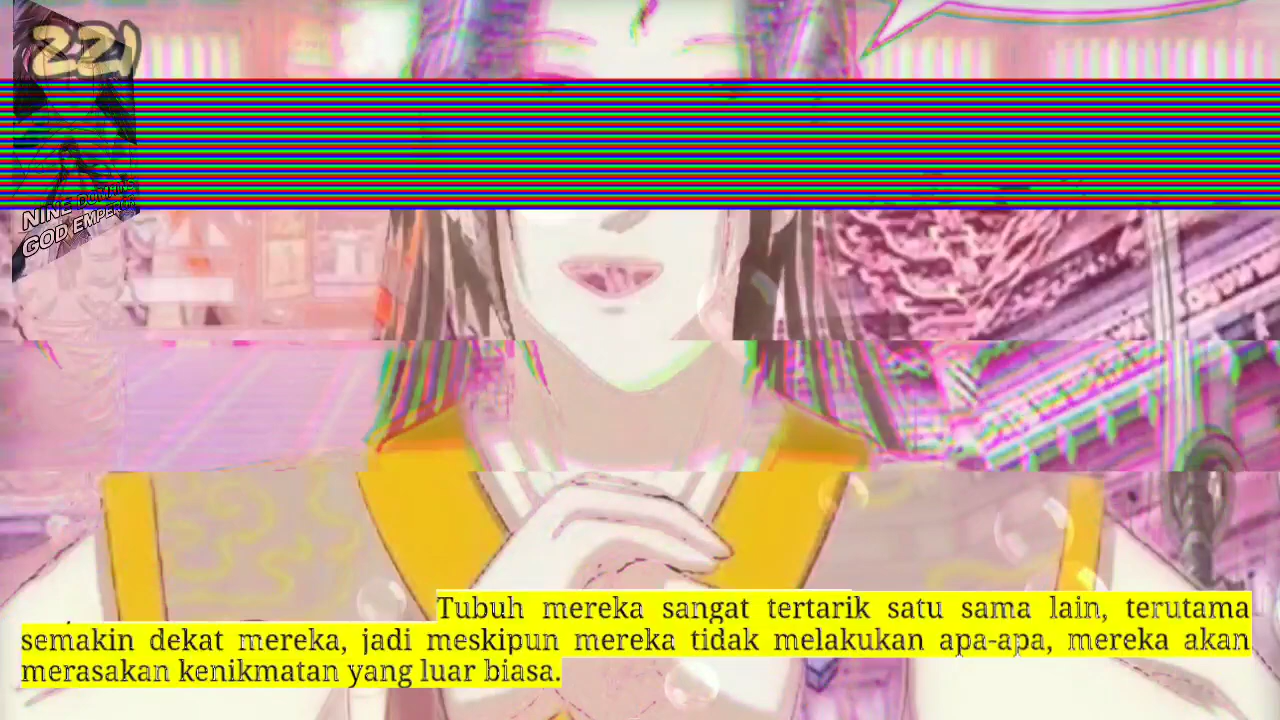 221
NINE DOMAINS
GOD EMPEROR
Tubuh mereka sangat tertarik satu sama lain, terutama
semakin dekat mereka, jadi meskipun mereka tidak melakukan apa-apa, mereka akan
merasakan kenikmatan yang luar biasa.